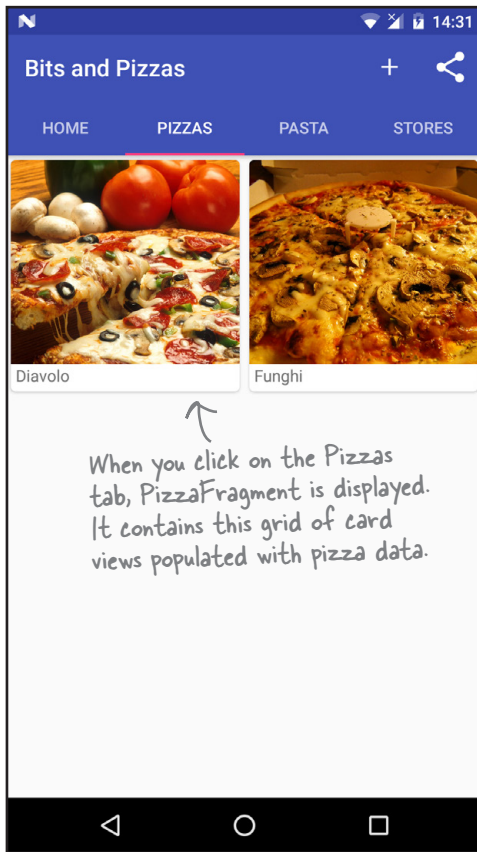 14:31
Bits and Pizzas
HOME PIZZAS PASTA STORES
Diavolo Funghi
When you click on the Pizzas
tab, PizzaFragment is displayed.
It contains this grid of card
views populated with pizza data.